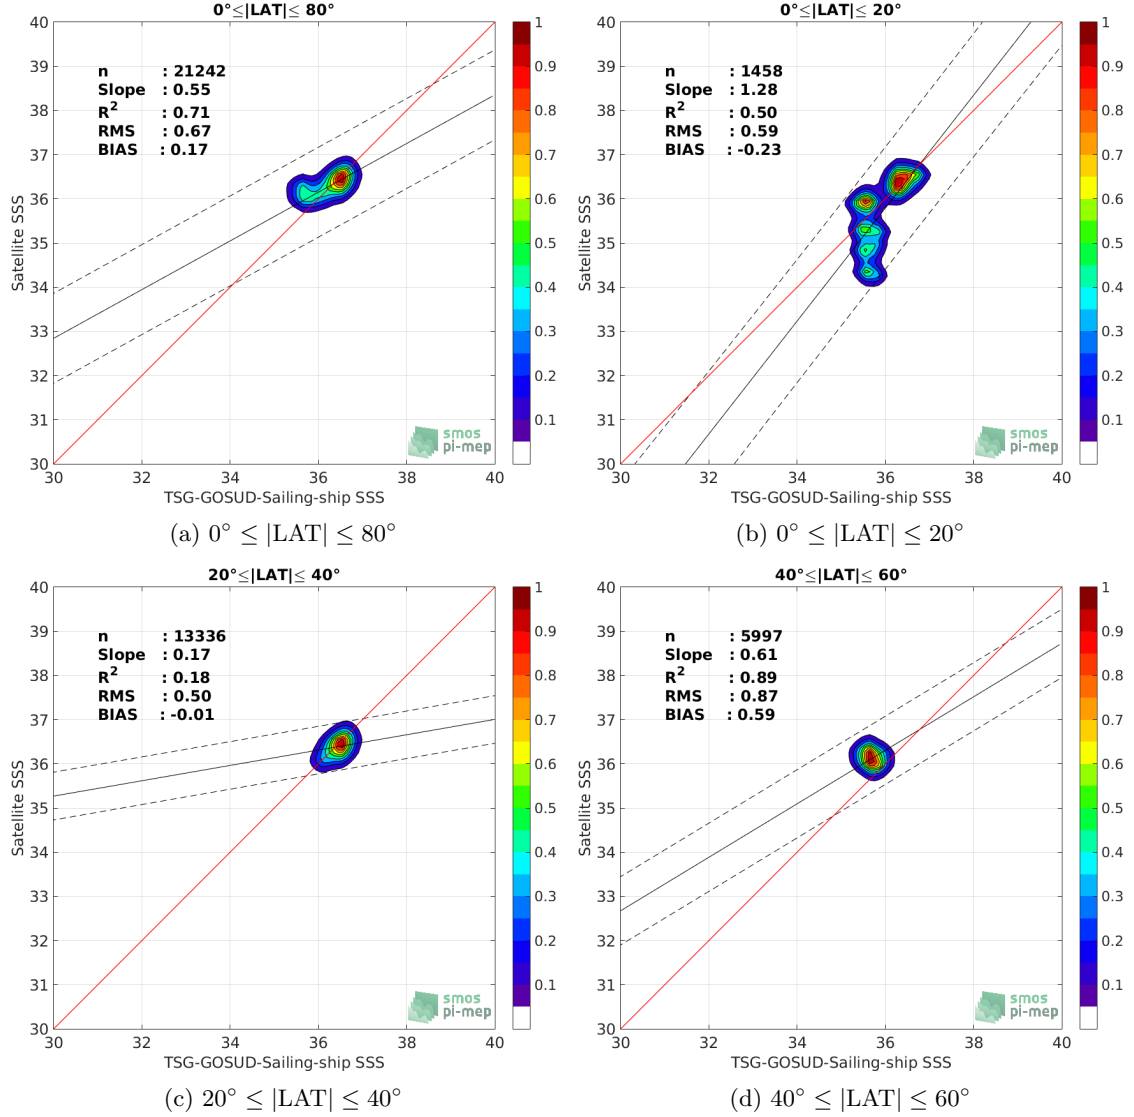 0°≤|LAT|≤ 80°
n : 21242
Slope : 0.55
R² : 0.71
RMS : 0.67
BIAS : 0.17
Satellite SSS
40
39
38
37
36
35
34
33
32
31
30
30 32 34 36 38 40
TSG-GOSUD-Sailing-ship SSS
1
0.9
0.8
0.7
0.6
0.5
0.4
0.3
0.2
0.1
smos
pi-mep
(a) 0° ≤ |LAT| ≤ 80°
0°≤|LAT|≤ 20°
n : 1458
Slope : 1.28
R² : 0.50
RMS : 0.59
BIAS : -0.23
Satellite SSS
40
39
38
37
36
35
34
33
32
31
30
30 32 34 36 38 40
TSG-GOSUD-Sailing-ship SSS
1
0.9
0.8
0.7
0.6
0.5
0.4
0.3
0.2
0.1
smos
pi-mep
(b) 0° ≤ |LAT| ≤ 20°
20°≤|LAT|≤ 40°
n : 13336
Slope : 0.17
R² : 0.18
RMS : 0.50
BIAS : -0.01
Satellite SSS
40
39
38
37
36
35
34
33
32
31
30
30 32 34 36 38 40
TSG-GOSUD-Sailing-ship SSS
1
0.9
0.8
0.7
0.6
0.5
0.4
0.3
0.2
0.1
smos
pi-mep
(c) 20° ≤ |LAT| ≤ 40°
40°≤|LAT|≤ 60°
n : 5997
Slope : 0.61
R² : 0.89
RMS : 0.87
BIAS : 0.59
Satellite SSS
40
39
38
37
36
35
34
33
32
31
30
30 32 34 36 38 40
TSG-GOSUD-Sailing-ship SSS
1
0.9
0.8
0.7
0.6
0.5
0.4
0.3
0.2
0.1
smos
pi-mep
(d) 40° ≤ |LAT| ≤ 60°